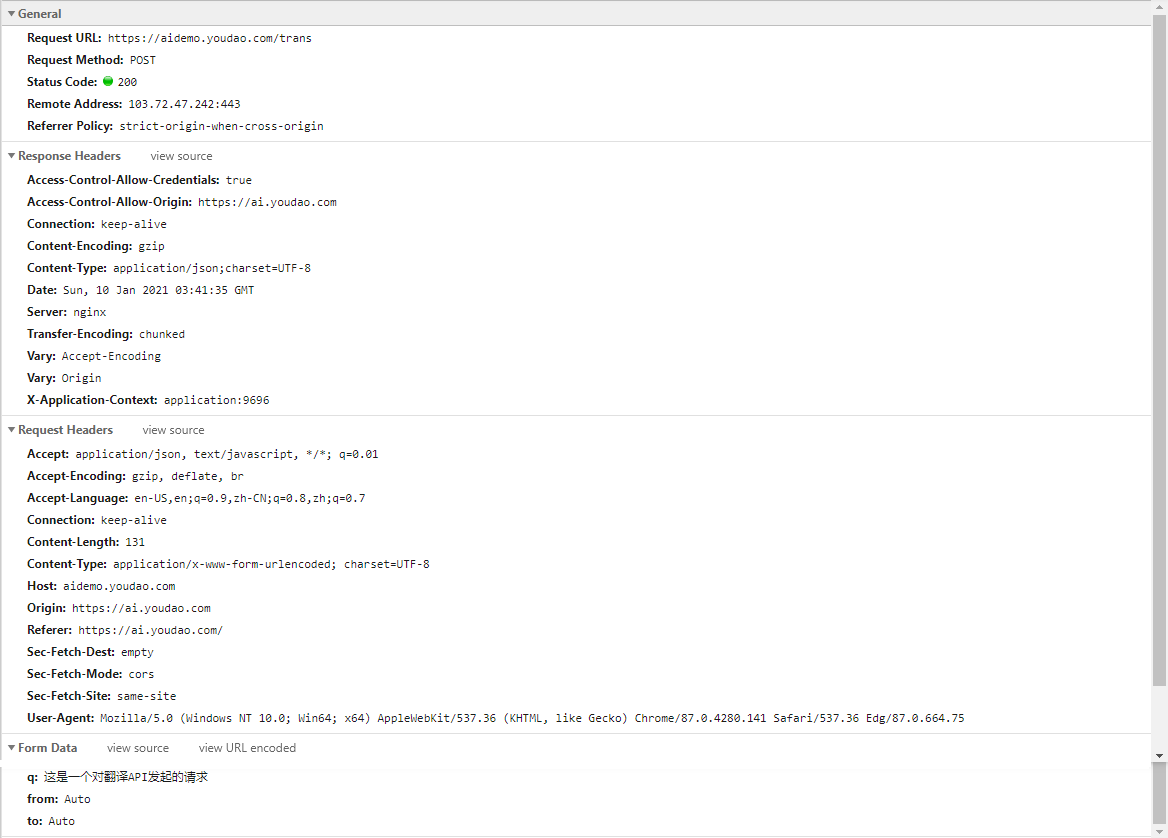 General
Request URL: https://aidemo.youdao.com/trans
Request Method: POST
Status Code: 200
Remote Address: 103.72.47.242:443
Referrer Policy: strict-origin-when-cross-origin
Response Headers view source
Access-Control-Allow-Credentials: true
Access-Control-Allow-Origin: https://ai.youdao.com
Connection: keep-alive
Content-Encoding: gzip
Content-Type: application/json;charset=UTF-8
Date: Sun, 10 Jan 2021 03:41:35 GMT
Server: nginx
Transfer-Encoding: chunked
Vary: Accept-Encoding
Vary: Origin
X-Application-Context: application:9696
Request Headers view source
Accept: application/json, text/javascript, */*; q=0.01
Accept-Encoding: gzip, deflate, br
Accept-Language: en-US,en;q=0.9,zh-CN;q=0.8,zh;q=0.7
Connection: keep-alive
Content-Length: 131
Content-Type: application/x-www-form-urlencoded; charset=UTF-8
Host: aidemo.youdao.com
Origin: https://ai.youdao.com
Referer: https://ai.youdao.com/
Sec-Fetch-Dest: empty
Sec-Fetch-Mode: cors
Sec-Fetch-Site: same-site
User-Agent: Mozilla/5.0 (Windows NT 10.0; Win64; x64) AppleWebKit/537.36 (KHTML, like Gecko) Chrome/87.0.4280.141 Safari/537.36 Edg/87.0.664.75
Form Data view source view URL encoded
q: 这是一个对翻译API发起的请求
from: Auto
to: Auto